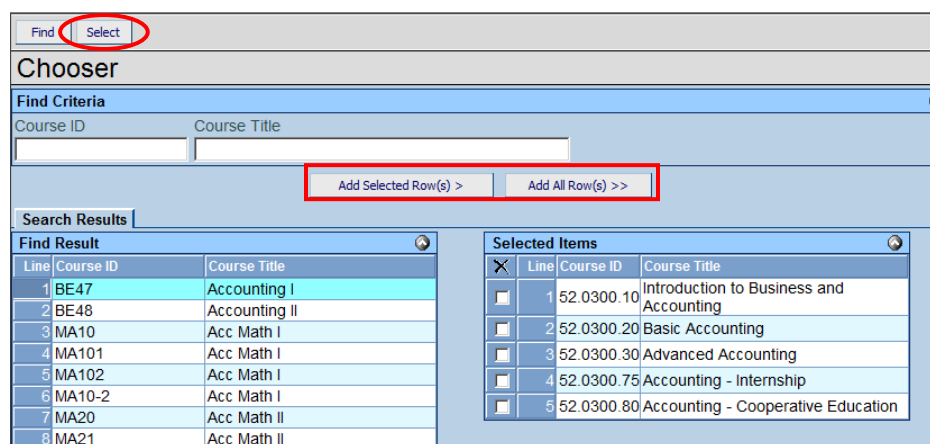 Find Select
Chooser
Find Criteria
Course ID Course Title
Add Selected Row(s) > Add All Row(s) >>
Search Results
Find Result
Line Course ID Course Title
1 BE47 Accounting I
2 BE48 Accounting II
3 MA10 Acc Math I
4 MA101 Acc Math I
5 MA102 Acc Math I
6 MA10-2 Acc Math I
7 MA20 Acc Math II
8 MA21 Acc Math II
Selected Items
X Line Course ID Course Title
1 52.0300.10 Introduction to Business and
Accounting
2 52.0300.20 Basic Accounting
3 52.0300.30 Advanced Accounting
4 52.0300.75 Accounting - Internship
5 52.0300.80 Accounting - Cooperative Education